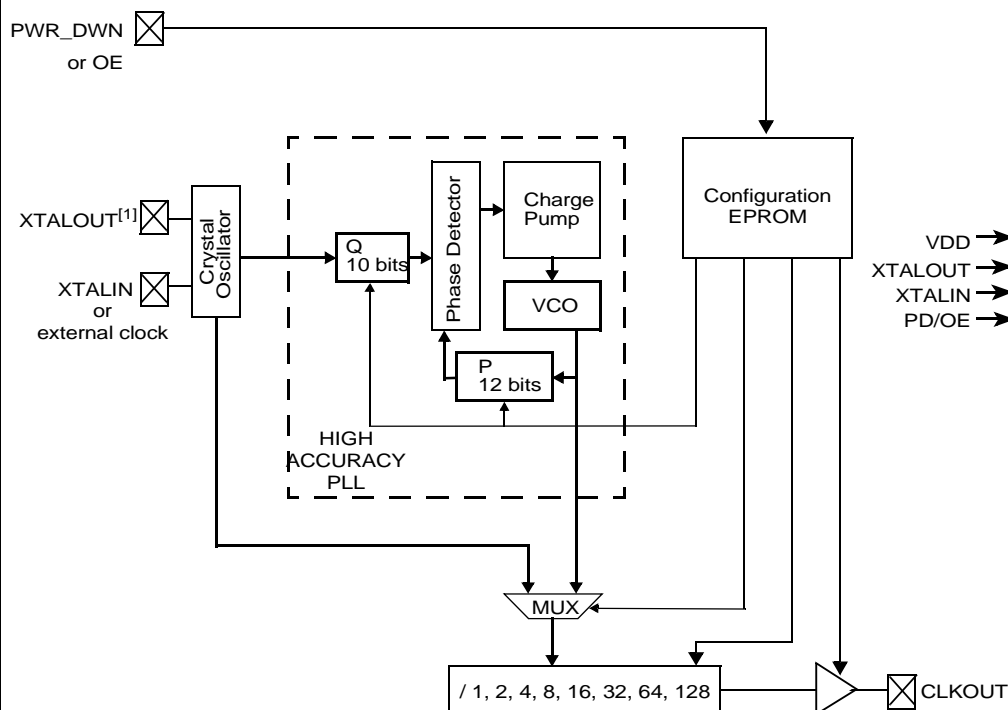 PWR_DWN
or OE
XTALOUT[1]
XTALIN
or
external clock
Crystal
Oscillator
Q
10 bits
Phase Detector
Charge
Pump
VCO
P
12 bits
HIGH
ACCURACY
PLL
Configuration
EPROM
VDD
XTALOUT
XTALIN
PD/OE
MUX
/ 1, 2, 4, 8, 16, 32, 64, 128
CLKOUT